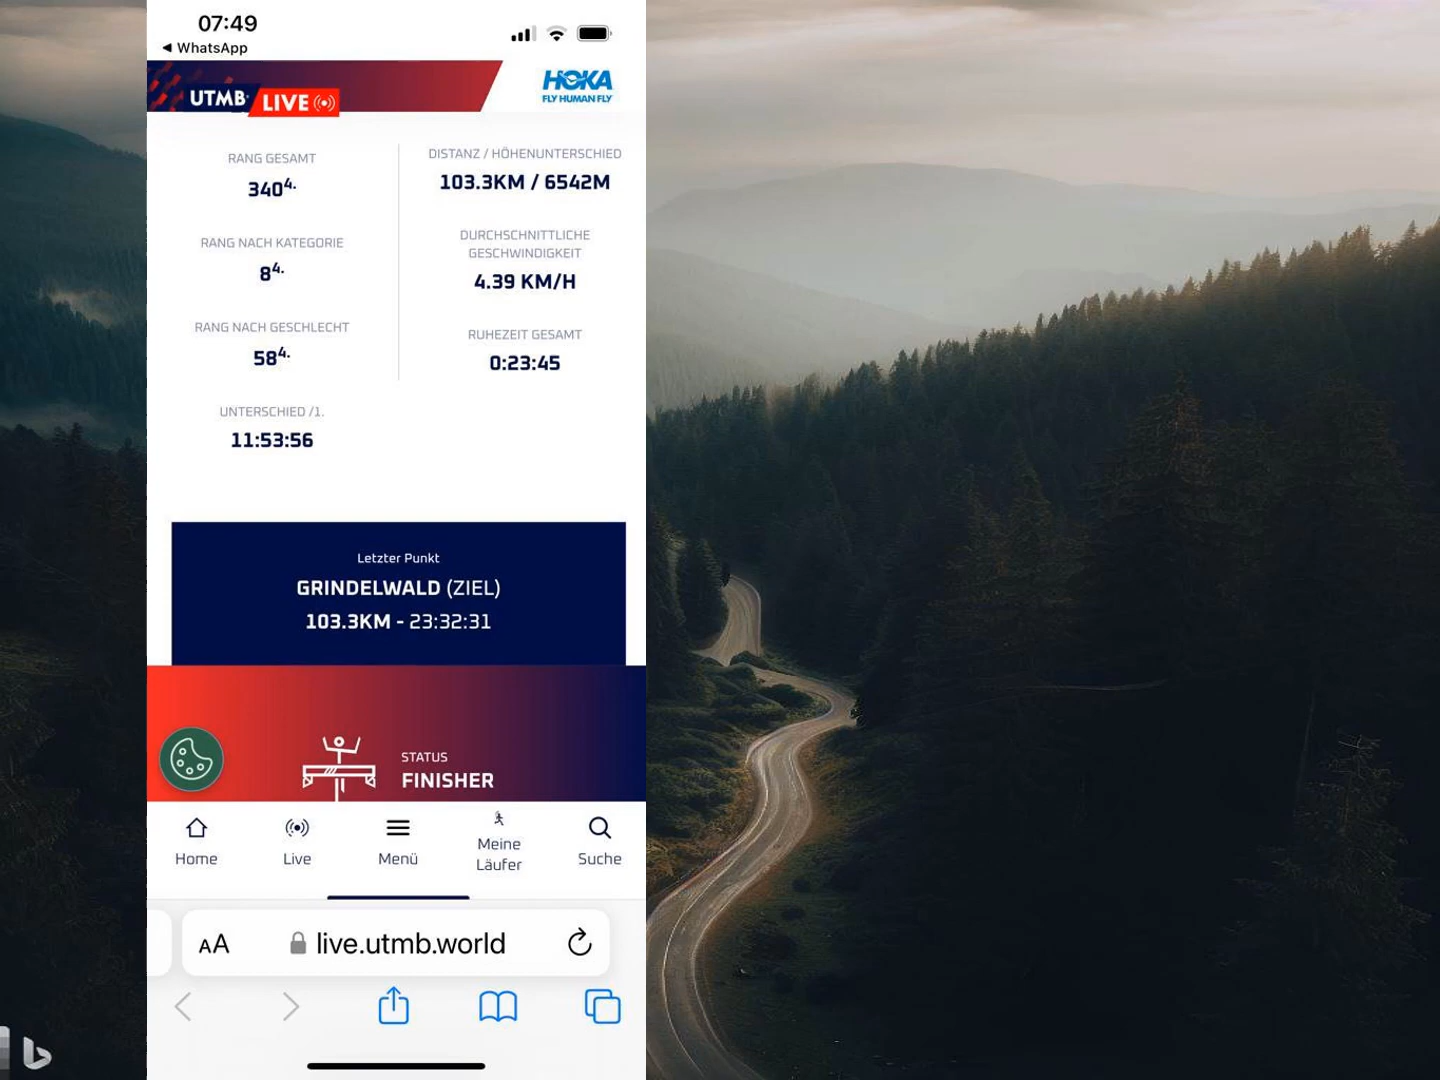 07:49
◀ WhatsApp
UTMB LIVE
HOKA
FLY HUMAN FLY
RANG GESAMT
340⁴·
RANG NACH KATEGORIE
8⁴·
RANG NACH GESCHLECHT
58⁴·
UNTERSCHIED /1.
11:53:56
DISTANZ / HÖHENUNTERSCHIED
103.3KM / 6542M
DURCHSCHNITTLICHE
GESCHWINDIGKEIT
4.39 KM/H
RUHEZEIT GESAMT
0:23:45
Letzter Punkt
GRINDELWALD (ZIEL)
103.3KM - 23:32:31
STATUS
FINISHER
Home
Live
Menü
Meine
Läufer
Suche
AA
live.utmb.world